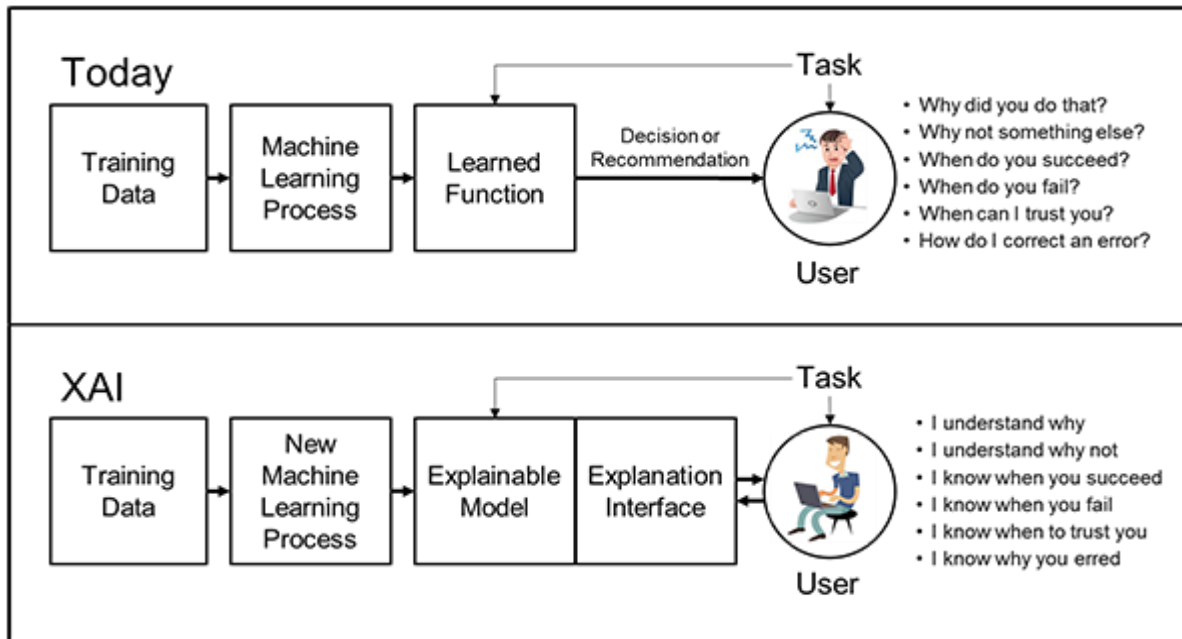 Today
Task
Training
Data
Machine
Learning
Process
Learned
Function
Decision or
Recommendation
User
• Why did you do that?
• Why not something else?
• When do you succeed?
• When do you fail?
• When can I trust you?
• How do I correct an error?
XAI
Task
Training
Data
New
Machine
Learning
Process
Explainable
Model
Explanation
Interface
User
• I understand why
• I understand why not
• I know when you succeed
• I know when you fail
• I know when to trust you
• I know why you erred